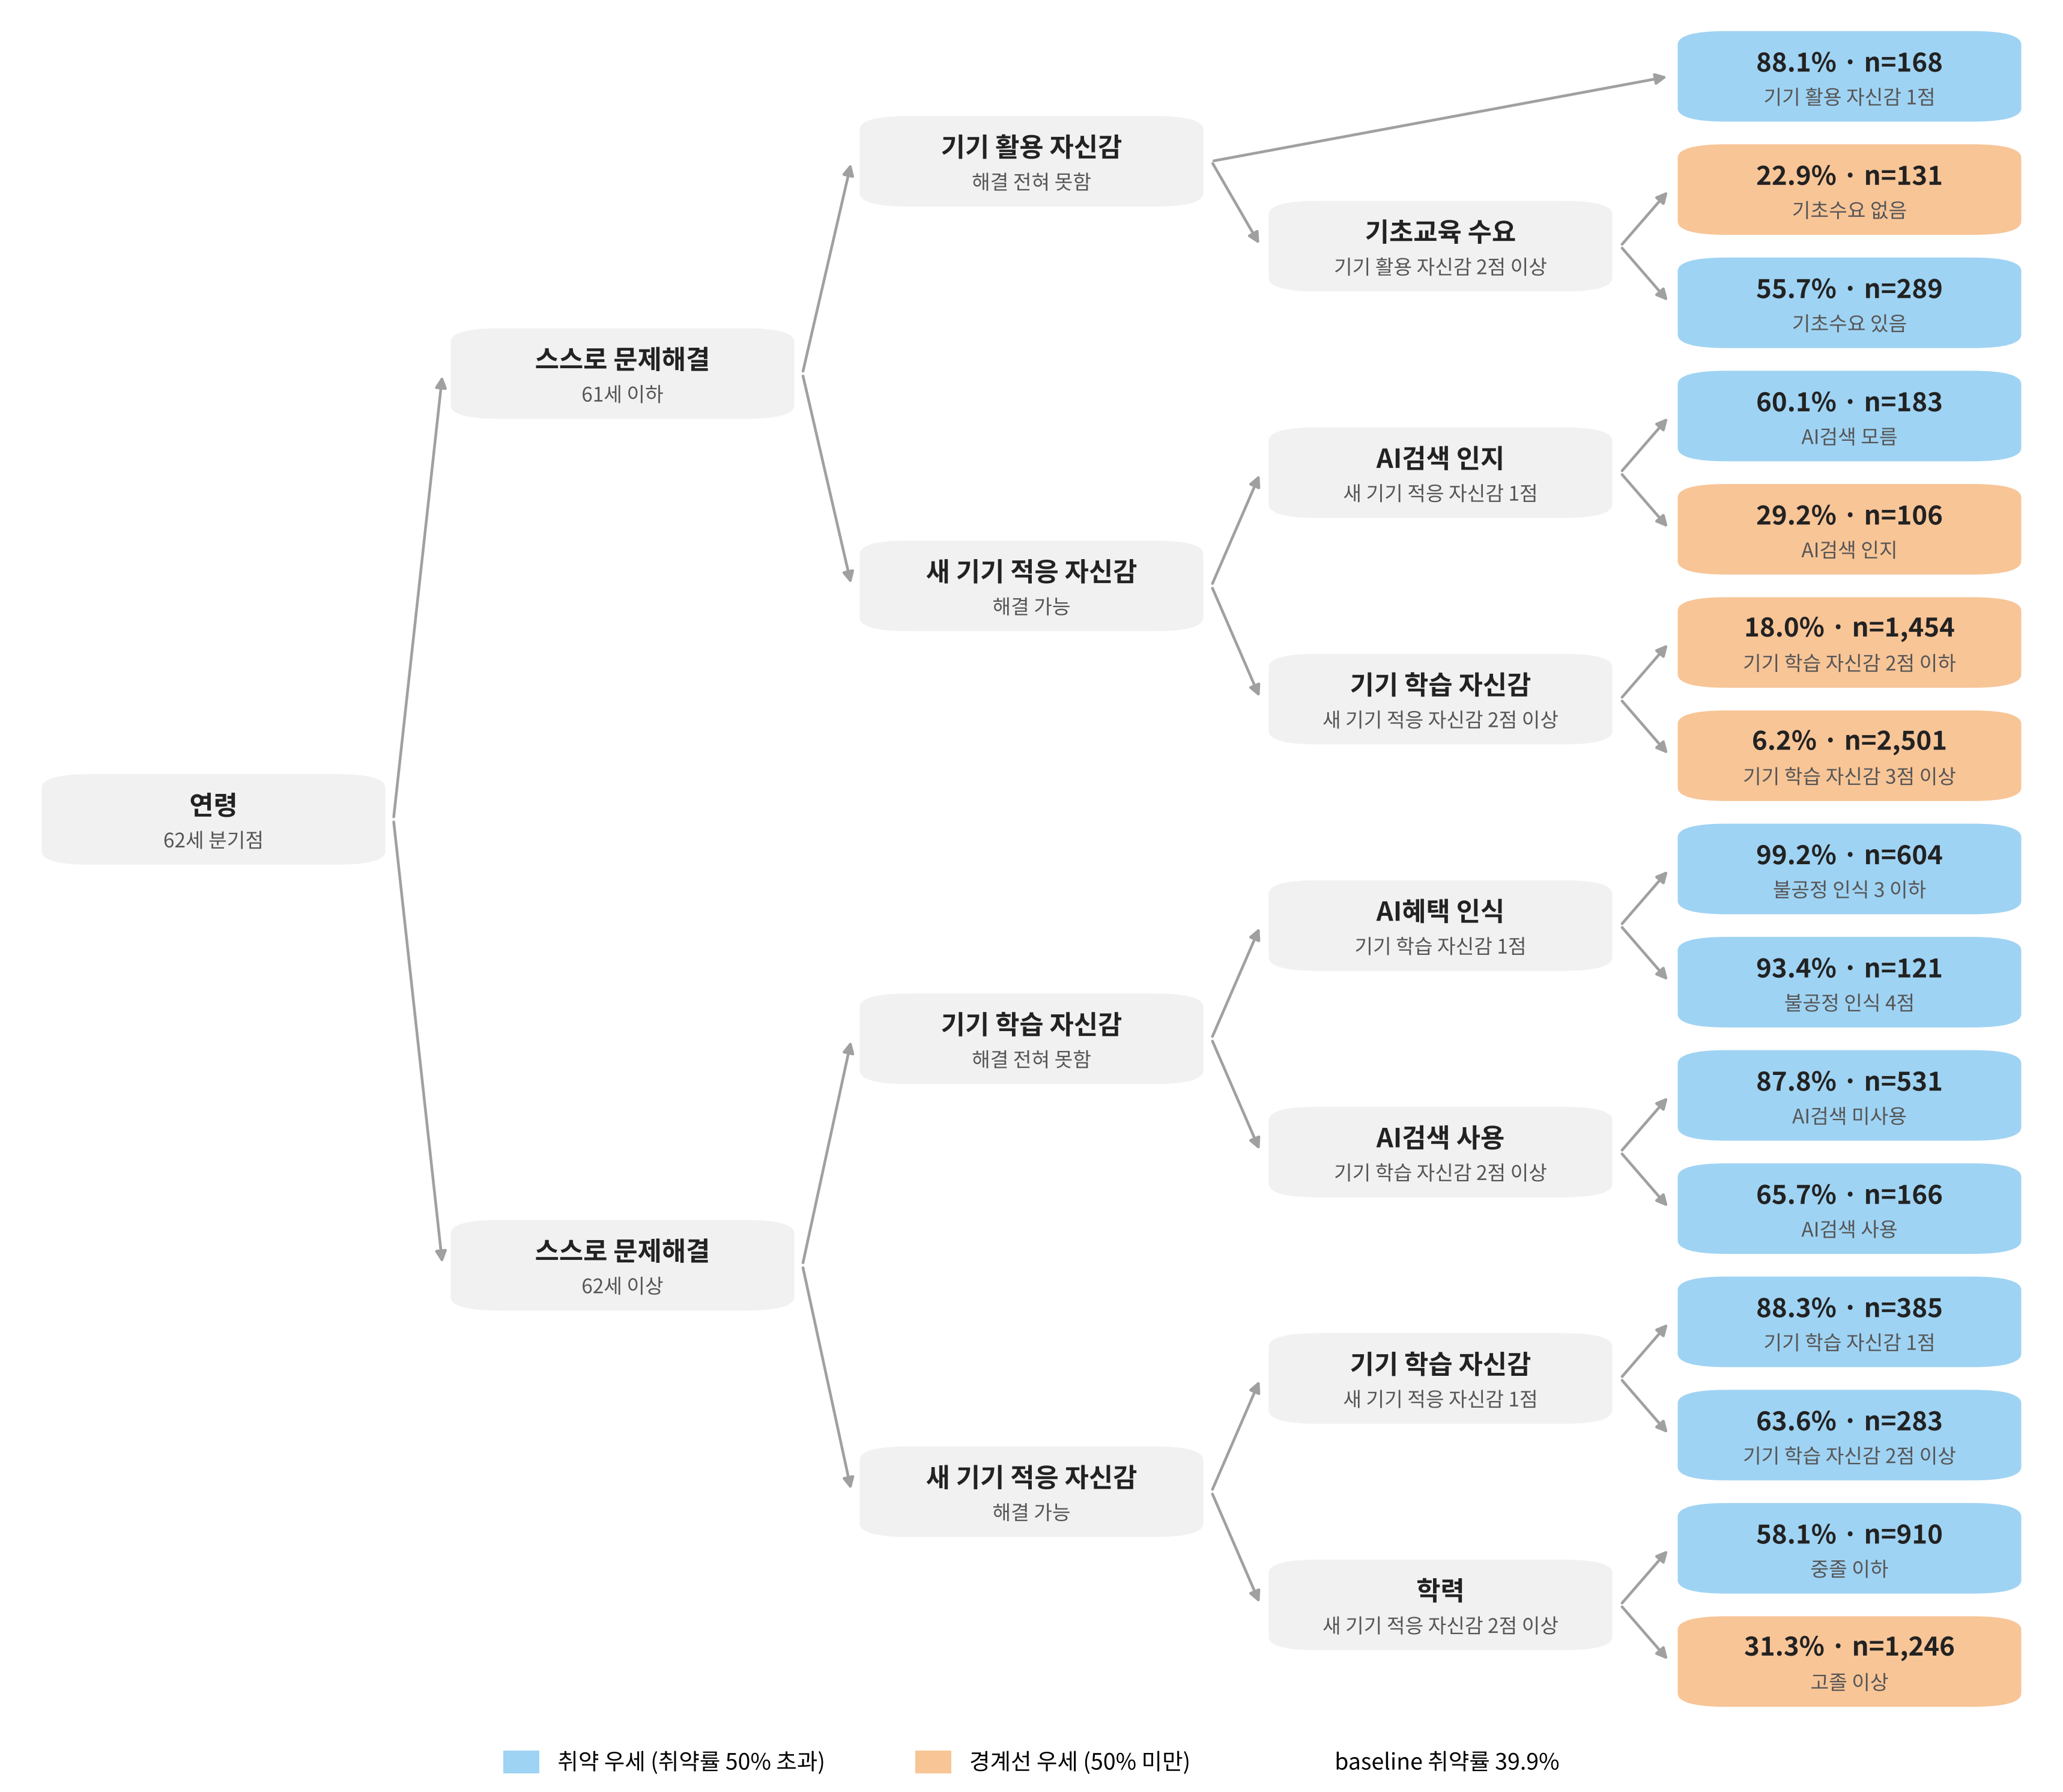 88.1% · n=168
기기 활용 자신감 1점
기기 활용 자신감
해결 전혀 못함
22.9% · n=131
기초수요 없음
기초교육 수요
기기 활용 자신감 2점 이상
55.7% · n=289
기초수요 있음
스스로 문제해결
61세 이하
60.1% · n=183
AI검색 모름
AI검색 인지
새 기기 적응 자신감 1점
29.2% · n=106
AI검색 인지
새 기기 적응 자신감
해결 가능
18.0% · n=1,454
기기 학습 자신감 2점 이하
기기 학습 자신감
새 기기 적응 자신감 2점 이상
6.2% · n=2,501
기기 학습 자신감 3점 이상
연령
62세 분기점
99.2% · n=604
불공정 인식 3 이하
AI혜택 인식
기기 학습 자신감 1점
93.4% · n=121
불공정 인식 4점
기기 학습 자신감
해결 전혀 못함
87.8% · n=531
AI검색 미사용
AI검색 사용
기기 학습 자신감 2점 이상
65.7% · n=166
AI검색 사용
스스로 문제해결
62세 이상
88.3% · n=385
기기 학습 자신감 1점
기기 학습 자신감
새 기기 적응 자신감 1점
63.6% · n=283
기기 학습 자신감 2점 이상
새 기기 적응 자신감
해결 가능
58.1% · n=910
중졸 이하
학력
새 기기 적응 자신감 2점 이상
31.3% · n=1,246
고졸 이상
취약 우세 (취약률 50% 초과)
경계선 우세 (50% 미만)
baseline 취약률 39.9%